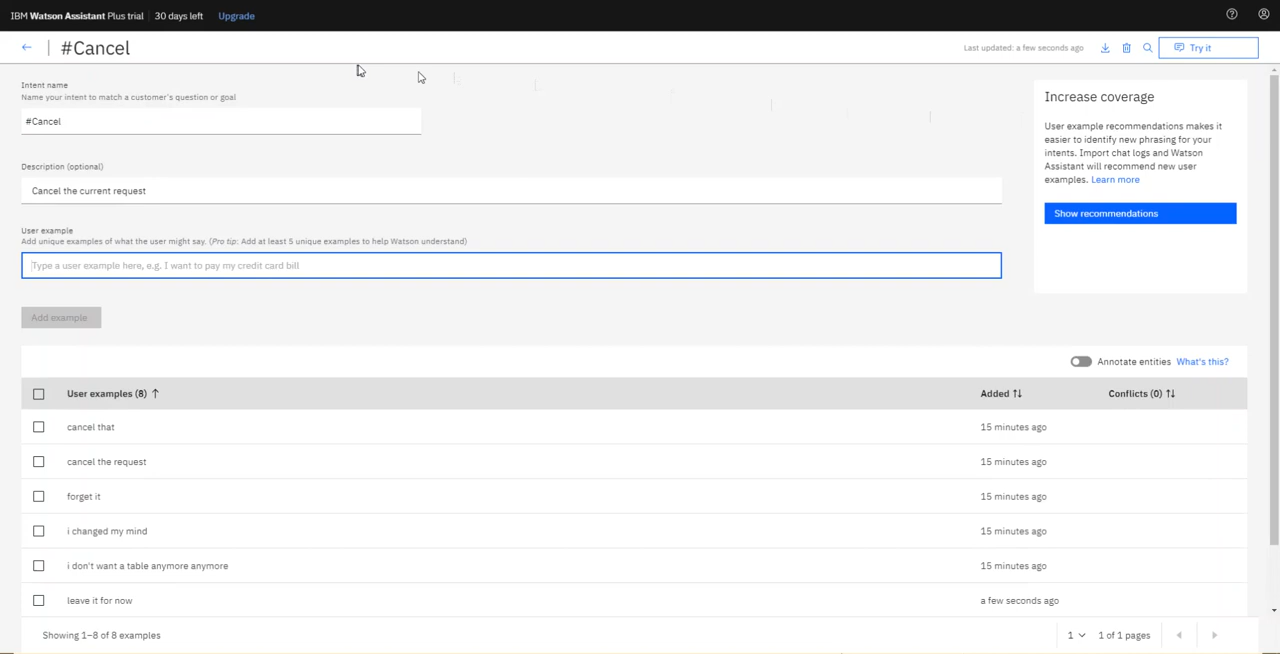 IBM Watson Assistant Plus trial 30 days left Upgrade
#Cancel
Last updated: a few seconds ago
Try it
Intent name
Name your intent to match a customer's question or goal
#Cancel
Description (optional)
Cancel the current request
User example
Add unique examples of what the user might say. (Pro tip: Add at least 5 unique examples to help Watson understand)
Type a user example here, e.g. I want to pay my credit card bill
Add example
Increase coverage
User example recommendations makes it
easier to identify new phrasing for your
intents. Import chat logs and Watson
Assistant will recommend new user
examples. Learn more
Show recommendations
Annotate entities What's this?
User examples (8) Added Conflicts (0)
cancel that 15 minutes ago
cancel the request 15 minutes ago
forget it 15 minutes ago
i changed my mind 15 minutes ago
i don't want a table anymore anymore 15 minutes ago
leave it for now a few seconds ago
Showing 1–8 of 8 examples 1 1 of 1 pages